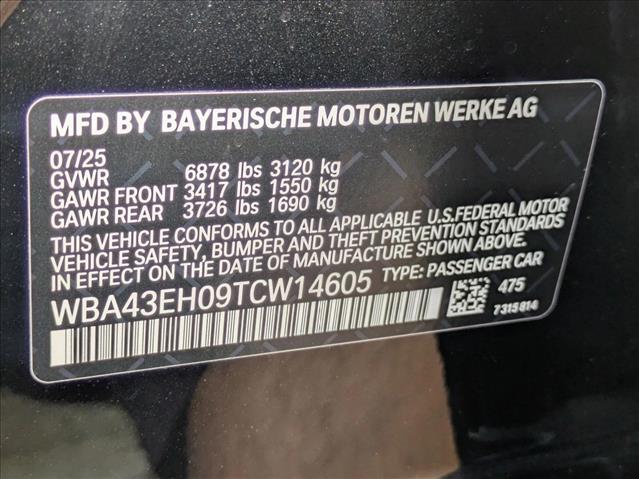 MFD BY BAYERISCHE MOTOREN WERKE AG
07/25
GVWR 6878 lbs 3120 kg
GAWR FRONT 3417 lbs 1550 kg
GAWR REAR 3726 lbs 1690 kg
THIS VEHICLE CONFORMS TO ALL APPLICABLE U.S.FEDERAL MOTOR
VEHICLE SAFETY, BUMPER AND THEFT PREVENTION STANDARDS
IN EFFECT ON THE DATE OF MANUFACTURE SHOWN ABOVE.
WBA43EH09TCW14605 TYPE: PASSENGER CAR
475
7315814